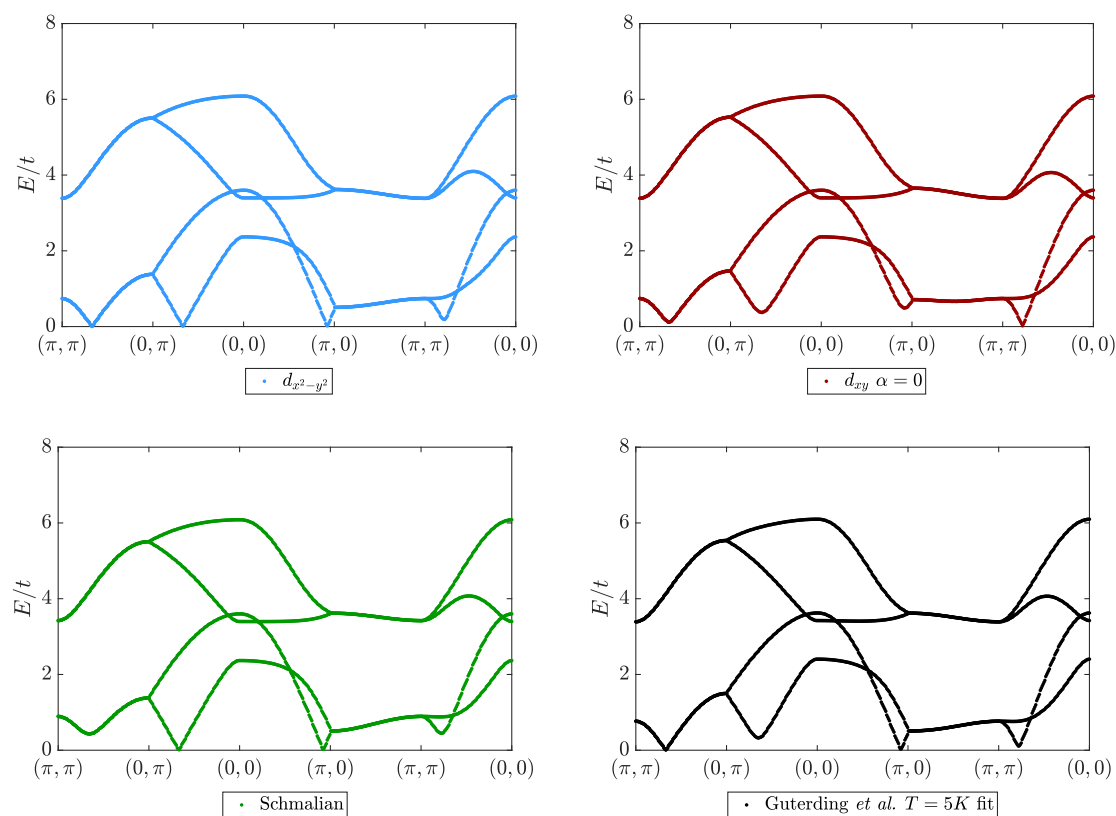 8
6
4
2
0
E/t
(π, π) (0, π) (0, 0) (π, 0) (π, π) (0, 0)
d_{x²−y²}
8
6
4
2
0
E/t
(π, π) (0, π) (0, 0) (π, 0) (π, π) (0, 0)
d_{xy} α = 0
8
6
4
2
0
E/t
(π, π) (0, π) (0, 0) (π, 0) (π, π) (0, 0)
Schmalian
8
6
4
2
0
E/t
(π, π) (0, π) (0, 0) (π, 0) (π, π) (0, 0)
Guterding et al. T = 5K fit